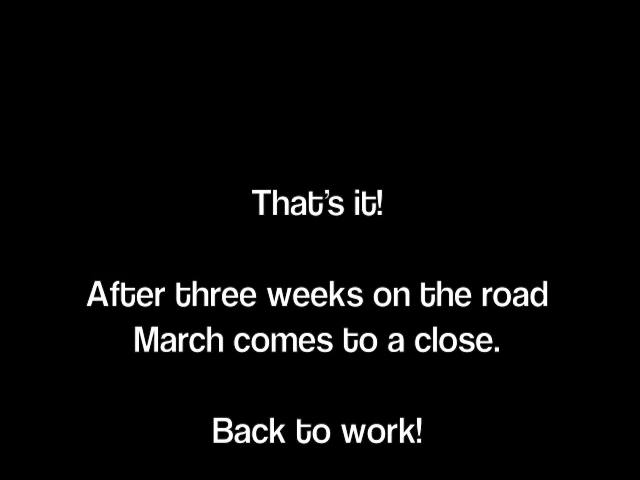 That's it!
After three weeks on the road
March comes to a close.
Back to work!